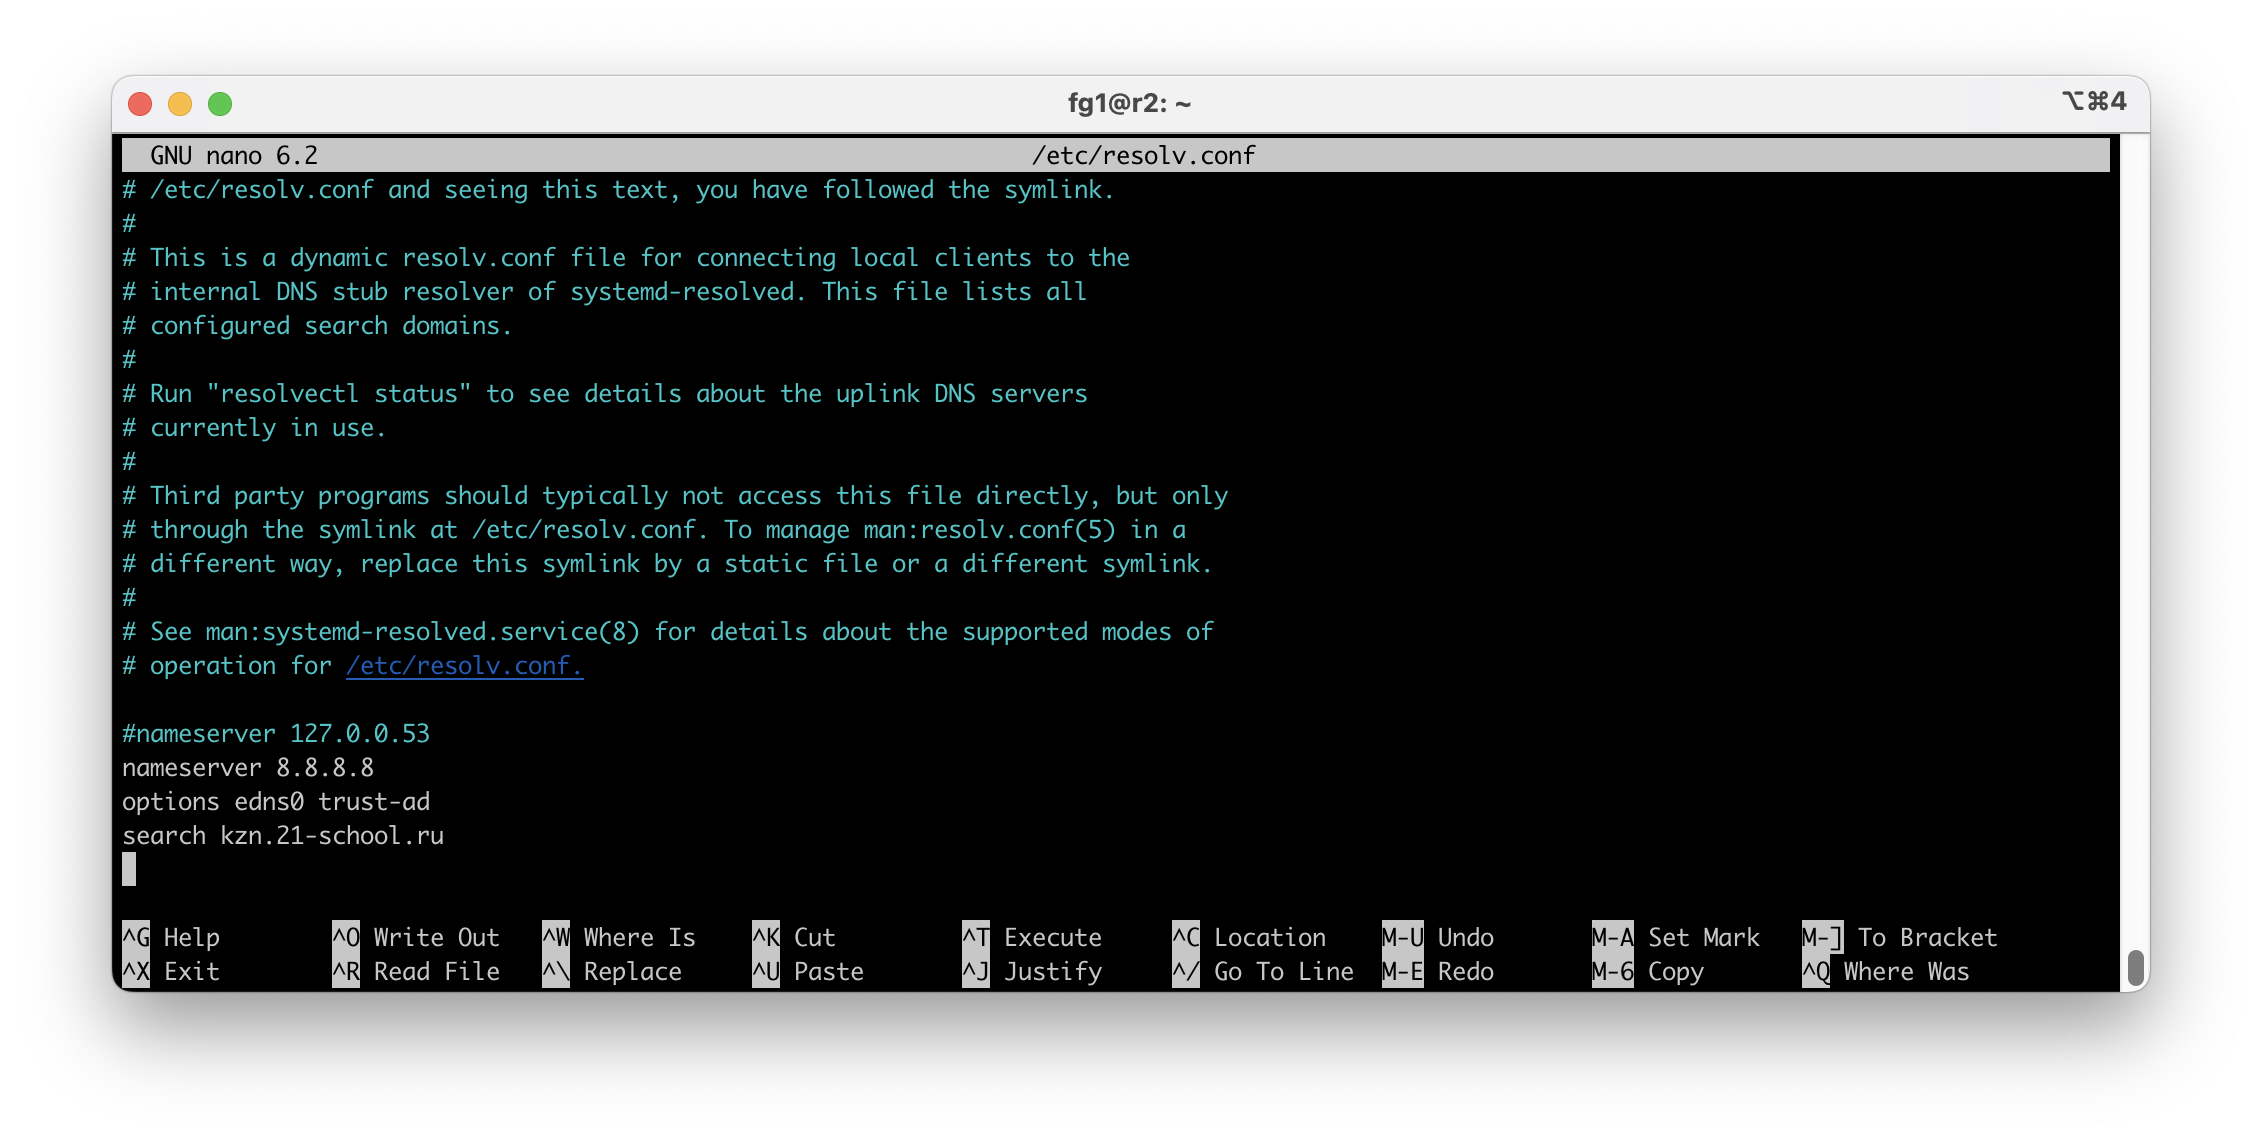 fg1@r2: ~
⌥⌘4
GNU nano 6.2 /etc/resolv.conf
# /etc/resolv.conf and seeing this text, you have followed the symlink.
#
# This is a dynamic resolv.conf file for connecting local clients to the
# internal DNS stub resolver of systemd-resolved. This file lists all
# configured search domains.
#
# Run "resolvectl status" to see details about the uplink DNS servers
# currently in use.
#
# Third party programs should typically not access this file directly, but only
# through the symlink at /etc/resolv.conf. To manage man:resolv.conf(5) in a
# different way, replace this symlink by a static file or a different symlink.
#
# See man:systemd-resolved.service(8) for details about the supported modes of
# operation for /etc/resolv.conf.
#nameserver 127.0.0.53
nameserver 8.8.8.8
options edns0 trust-ad
search kzn.21-school.ru
^G Help ^O Write Out ^W Where Is ^K Cut ^T Execute ^C Location M-U Undo M-A Set Mark M-] To Bracket
^X Exit ^R Read File ^\ Replace ^U Paste ^J Justify ^/ Go To Line M-E Redo M-6 Copy ^Q Where Was